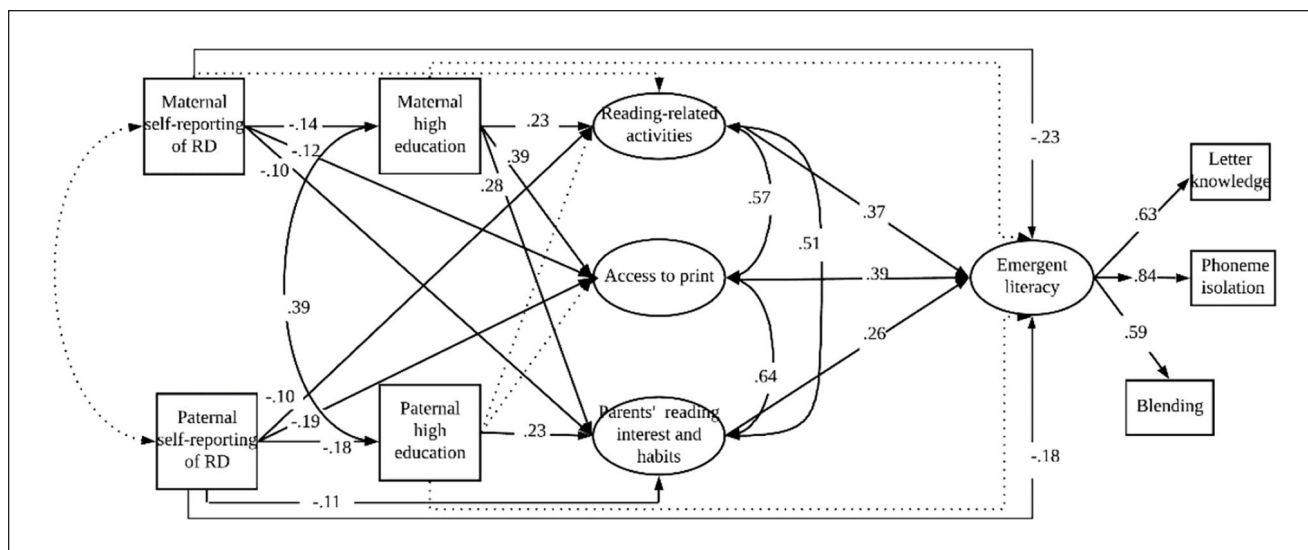 Maternal
self-reporting
of RD
Maternal
high
education
Reading-related
activities
-.14
-.12
-.10
.23
.39
.28
.57
.51
.37
-.23
Letter
knowledge
.63
Access to print
.39
Emergent
literacy
.84
Phoneme
isolation
.39
.59
.26
.64
Paternal
self-reporting
of RD
-.10
-.19
-.18
Paternal
high
education
.23
Parents' reading
interest and
habits
Blending
-.18
-.11